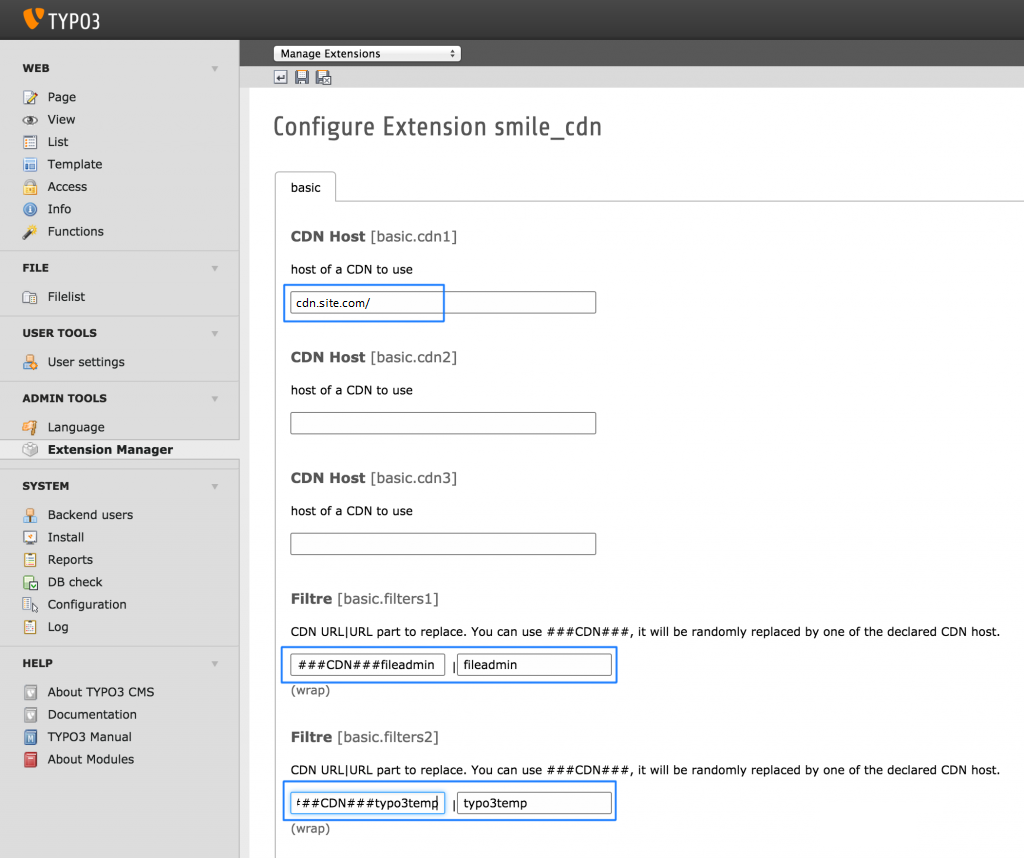 TYPO3
Manage Extensions
WEB
Page
View
List
Template
Access
Info
Functions
FILE
Filelist
USER TOOLS
User settings
ADMIN TOOLS
Language
Extension Manager
SYSTEM
Backend users
Install
Reports
DB check
Configuration
Log
HELP
About TYPO3 CMS
Documentation
TYPO3 Manual
About Modules
Configure Extension smile_cdn
basic
CDN Host [basic.cdn1]
host of a CDN to use
cdn.site.com/
CDN Host [basic.cdn2]
host of a CDN to use
CDN Host [basic.cdn3]
host of a CDN to use
Filtre [basic.filters1]
CDN URL|URL part to replace. You can use ###CDN###, it will be randomly replaced by one of the declared CDN host.
###CDN###fileadmin | fileadmin
(wrap)
Filtre [basic.filters2]
CDN URL|URL part to replace. You can use ###CDN###, it will be randomly replaced by one of the declared CDN host.
###CDN###typo3temp | typo3temp
(wrap)